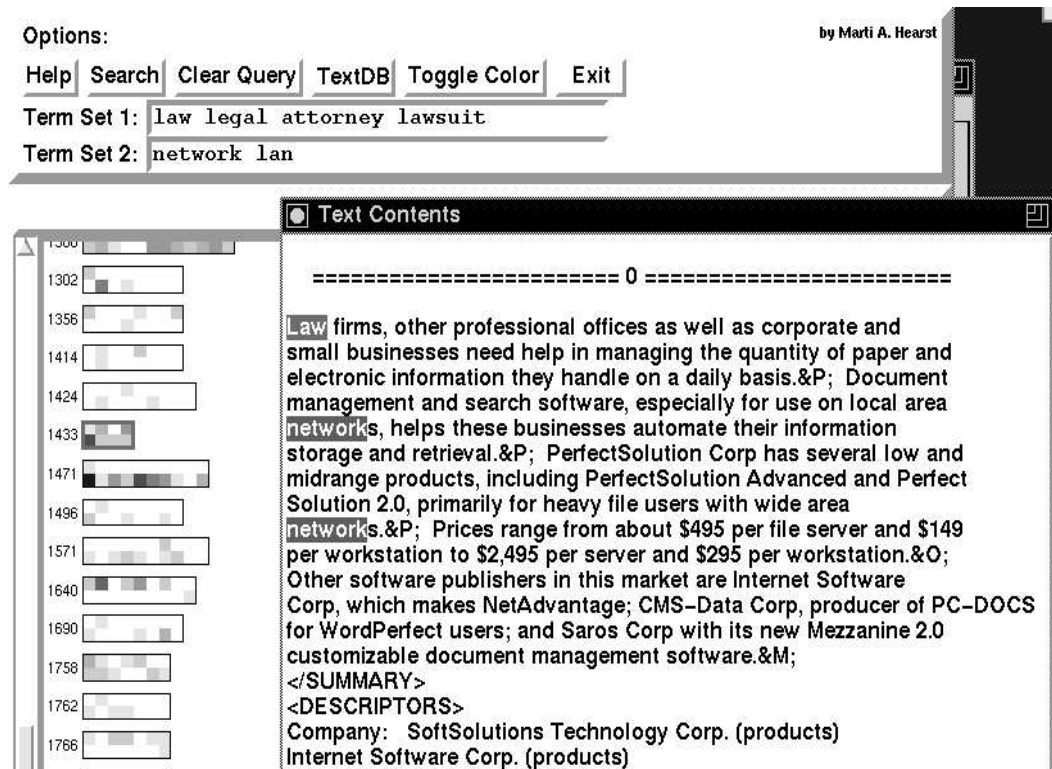 Options:
by Marti A. Hearst
Help Search Clear Query TextDB Toggle Color Exit
Term Set 1: law legal attorney lawsuit
Term Set 2: network lan
Text Contents
1300
1302
1356
1414
1424
1433
1471
1496
1571
1640
1690
1758
1762
1766
======================== 0 ========================
Law firms, other professional offices as well as corporate and
small businesses need help in managing the quantity of paper and
electronic information they handle on a daily basis.&P; Document
management and search software, especially for use on local area
networks, helps these businesses automate their information
storage and retrieval.&P; PerfectSolution Corp has several low and
midrange products, including PerfectSolution Advanced and Perfect
Solution 2.0, primarily for heavy file users with wide area
networks.&P; Prices range from about $495 per file server and $149
per workstation to $2,495 per server and $295 per workstation.&O;
Other software publishers in this market are Internet Software
Corp, which makes NetAdvantage; CMS-Data Corp, producer of PC-DOCS
for WordPerfect users; and Saros Corp with its new Mezzanine 2.0
customizable document management software.&M;
</SUMMARY>
<DESCRIPTORS>
Company: SoftSolutions Technology Corp. (products)
Internet Software Corp. (products)